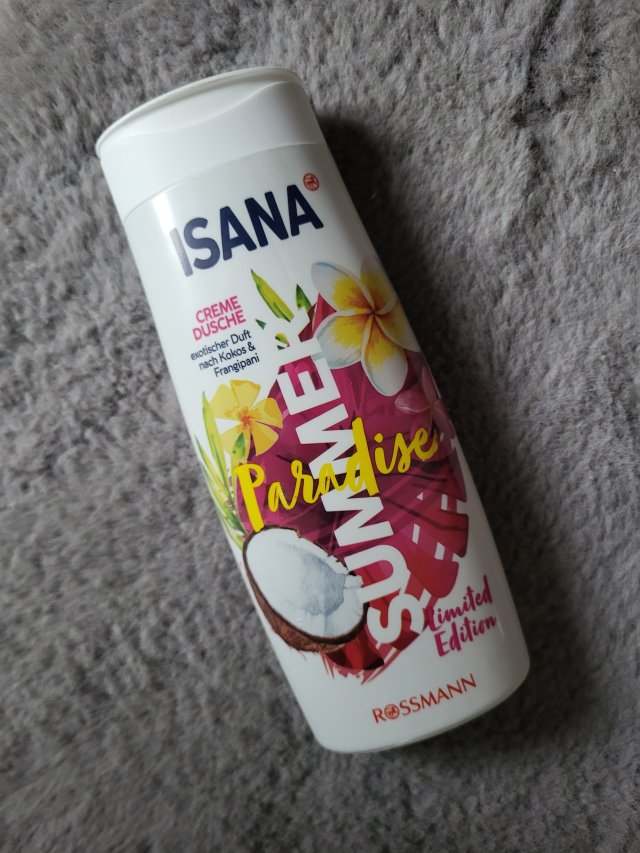 ISANA
CREME
DUSCHE
exotischer Duft
nach Kokos &
Frangipani
SUMMER
Paradise
Limited
Edition
ROSSMANN